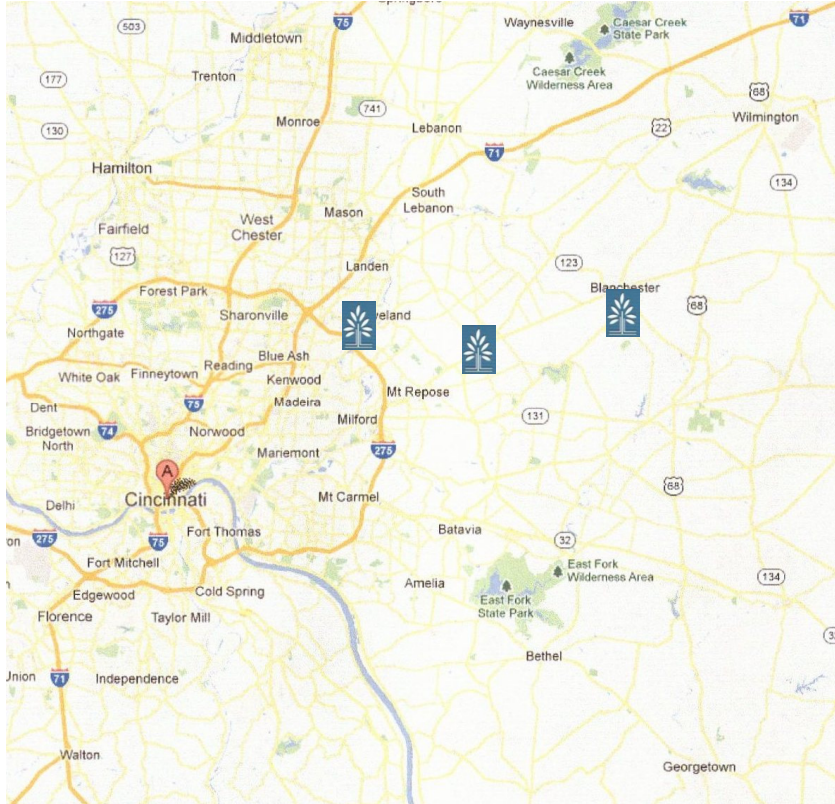 503
75
Middletown
Waynesville
Caesar Creek
State Park
71
177
Trenton
Caesar Creek
Wilderness Area
68
130
Monroe
741
Lebanon
22
Wilmington
71
Hamilton
South
Lebanon
134
Fairfield
West
Chester
Mason
127
Landen
123
Forest Park
Blanchester
275
Sharonville
veland
68
Northgate
Blue Ash
Reading
White Oak
Finneytown
Kenwood
Mt Repose
Dent
75
Madeira
Milford
131
Bridgetown
North
74
Norwood
Mariemont
275
A
68
Cincinnati
Mt Carmel
Delhi
Fort Thomas
Batavia
275
75
32
on
Fort Mitchell
East Fork
Wilderness Area
134
Edgewood
Cold Spring
Amelia
East Fork
State Park
Florence
Taylor Mill
Bethel
Union
71
Independence
Walton
Georgetown